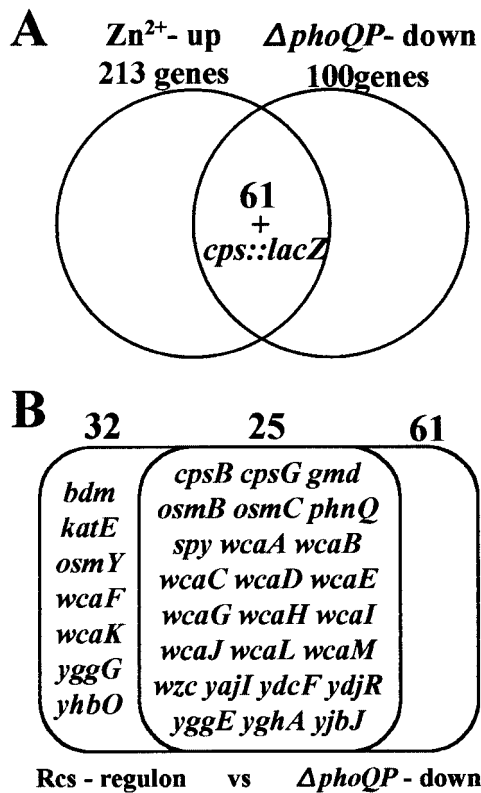 A
Zn²⁺- up ΔphoQP- down
213 genes 100genes
61
+
cps::lacZ
B
32 25 61
bdm
katE
osmY
wcaF
wcaK
yggG
yhbO
cpsB cpsG gmd
osmB osmC phnQ
spy wcaA wcaB
wcaC wcaD wcaE
wcaG wcaH wcaI
wcaJ wcaL wcaM
wzc yajI ydcF ydjR
yggE yghA yjbJ
Rcs - regulon vs ΔphoQP - down